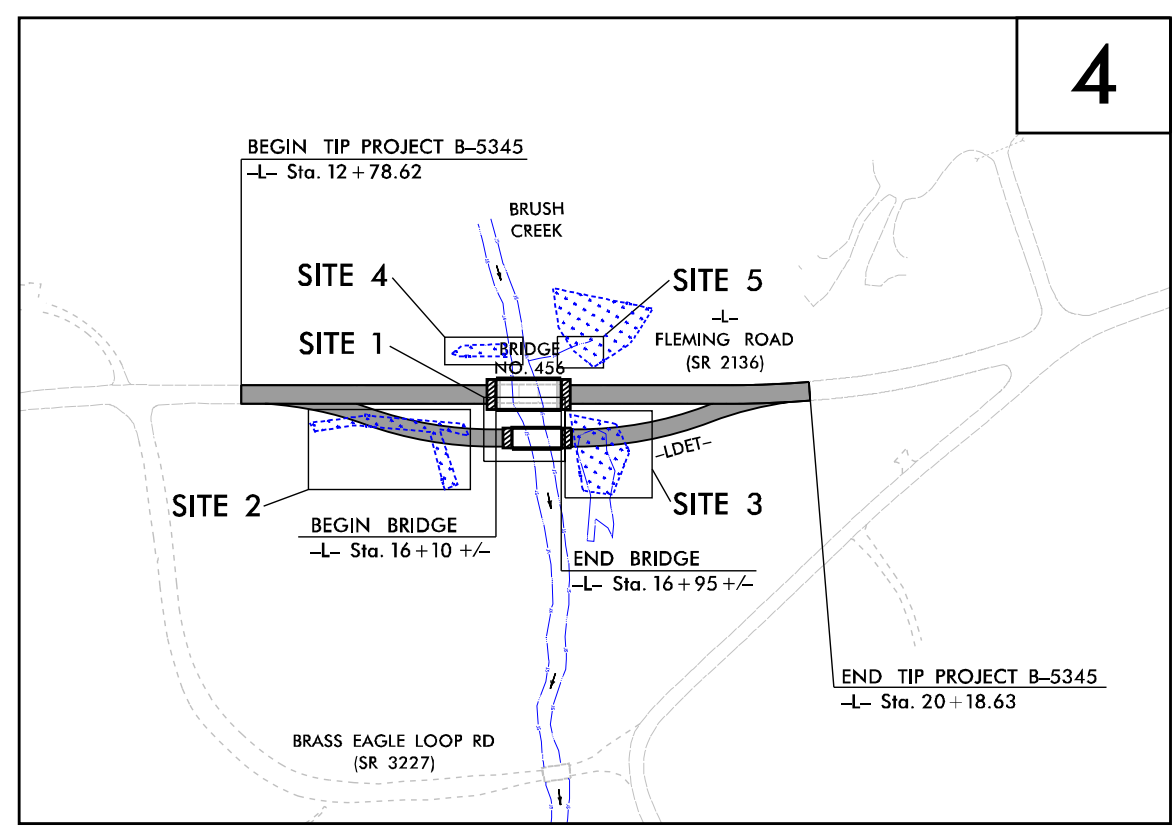 4
BEGIN TIP PROJECT B–5345
–L– Sta. 12+78.62
BRUSH
CREEK
SITE 4
SITE 5
–L–
FLEMING ROAD
(SR 2136)
SITE 1
BRIDGE
NO. 456
–LDET–
SITE 2
SITE 3
BEGIN BRIDGE
–L– Sta. 16+10 +/–
END BRIDGE
–L– Sta. 16+95 +/–
END TIP PROJECT B–5345
–L– Sta. 20+18.63
BRASS EAGLE LOOP RD
(SR 3227)